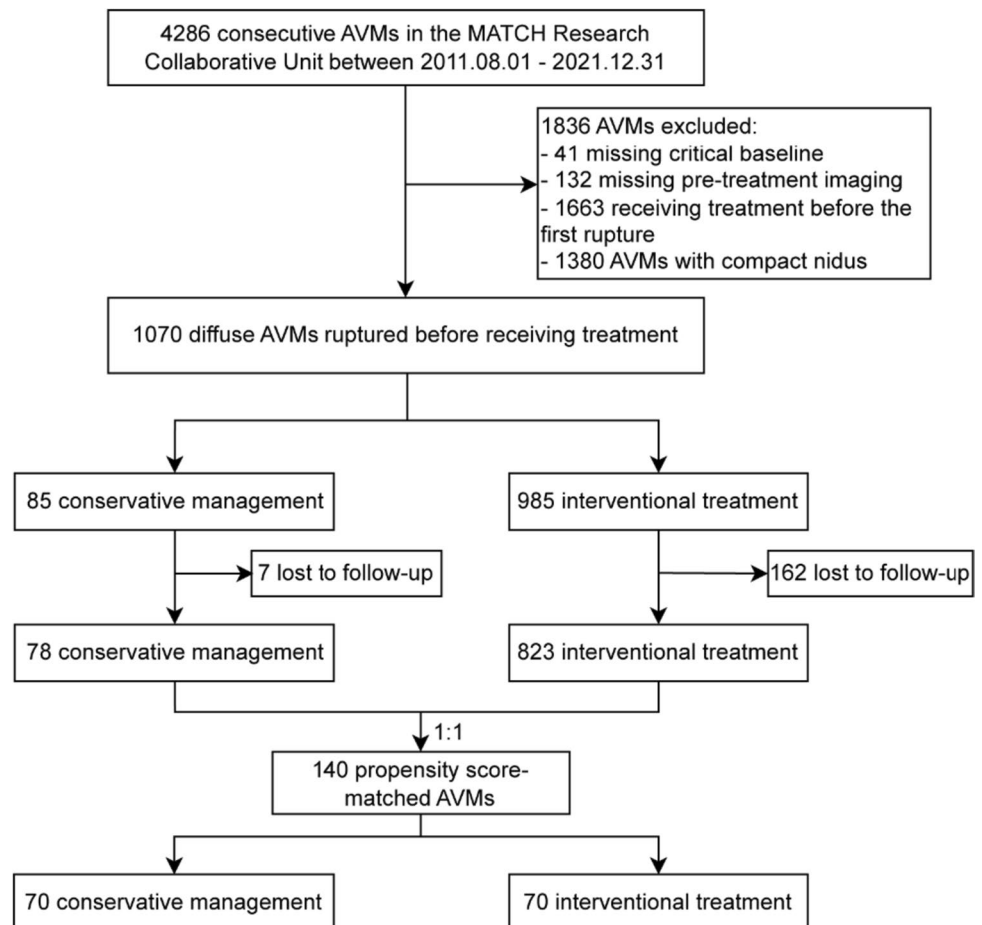 4286 consecutive AVMs in the MATCH Research
Collaborative Unit between 2011.08.01 - 2021.12.31
1836 AVMs excluded:
- 41 missing critical baseline
- 132 missing pre-treatment imaging
- 1663 receiving treatment before the
first rupture
- 1380 AVMs with compact nidus
1070 diffuse AVMs ruptured before receiving treatment
85 conservative management
985 interventional treatment
7 lost to follow-up
162 lost to follow-up
78 conservative management
823 interventional treatment
1:1
140 propensity score-
matched AVMs
70 conservative management
70 interventional treatment